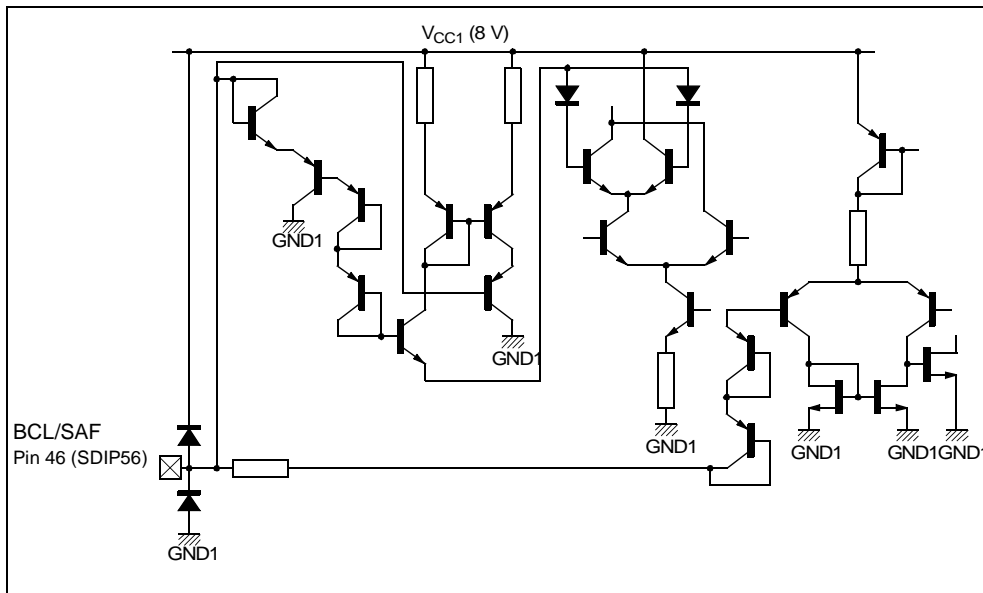 VCC1 (8 V)
GND1
GND1
BCL/SAF
Pin 46 (SDIP56)
GND1
GND1
GND1
GND1
GND1